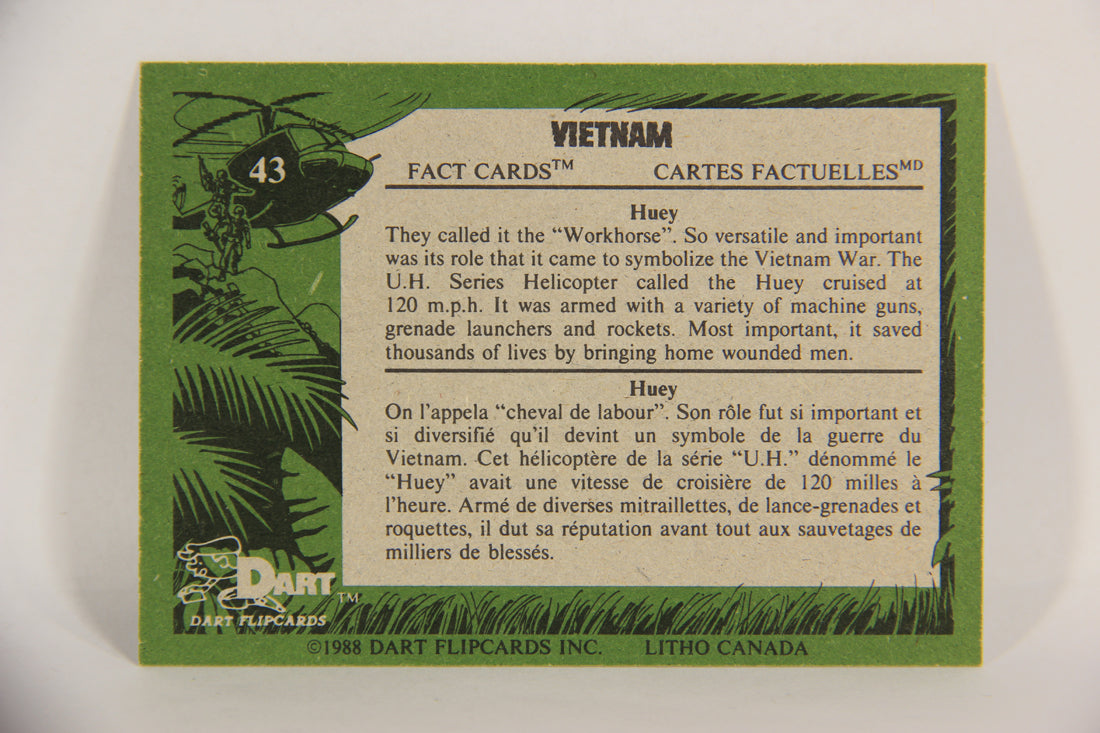 43
VIETNAM
FACT CARDS™ CARTES FACTUELLES MD
Huey
They called it the “Workhorse”. So versatile and important
was its role that it came to symbolize the Vietnam War. The
U.H. Series Helicopter called the Huey cruised at
120 m.p.h. It was armed with a variety of machine guns,
grenade launchers and rockets. Most important, it saved
thousands of lives by bringing home wounded men.
Huey
On l’appela “cheval de labour”. Son rôle fut si important et
si diversifié qu’il devint un symbole de la guerre du
Vietnam. Cet hélicoptère de la série “U.H.” dénommé le
“Huey” avait une vitesse de croisière de 120 milles à
l’heure. Armé de diverses mitraillettes, de lance-grenades et
roquettes, il dut sa réputation avant tout aux sauvetages de
milliers de blessés.
DART™
DART FLIPCARDS
©1988 DART FLIPCARDS INC. LITHO CANADA